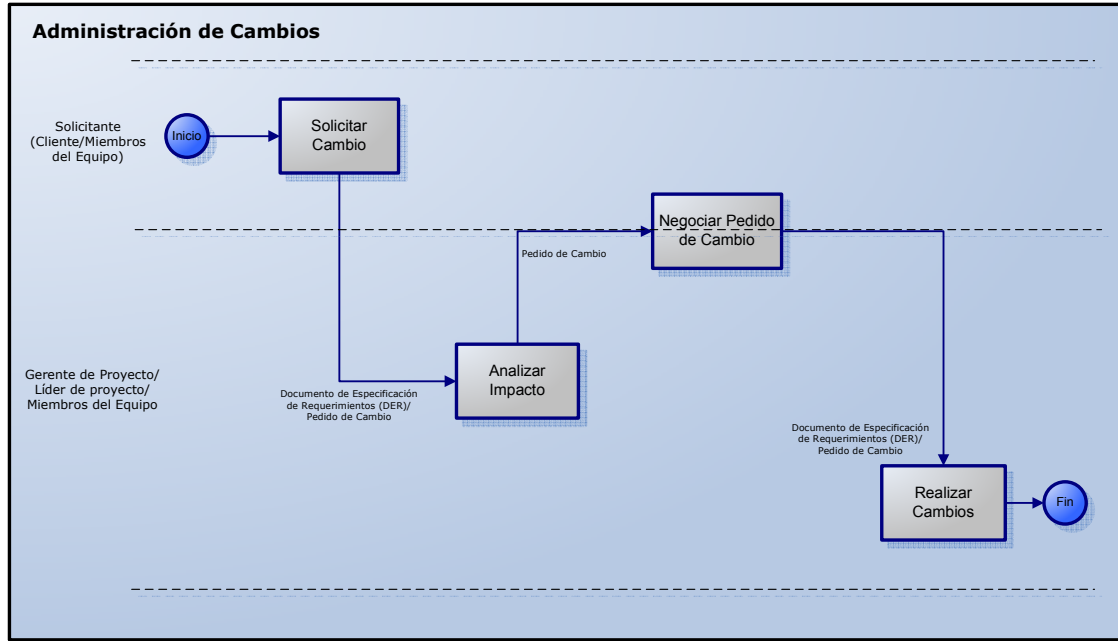 Administración de Cambios
Solicitante
(Cliente/Miembros
del Equipo)
Inicio
Solicitar
Cambio
Negociar Pedido
de Cambio
Pedido de Cambio
Gerente de Proyecto/
Líder de proyecto/
Miembros del Equipo
Analizar
Impacto
Documento de Especificación
de Requerimientos (DER)/
Pedido de Cambio
Documento de Especificación
de Requerimientos (DER)/
Pedido de Cambio
Realizar
Cambios
Fin